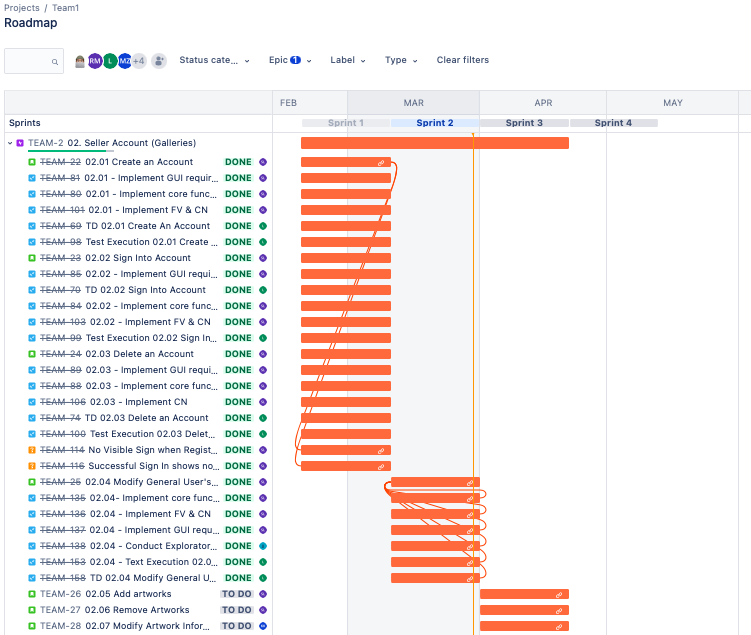 Projects / Team1
Roadmap
RM L MZ +4 Status cate... Epic 1 Label Type Clear filters
FEB MAR APR MAY
Sprints Sprint 1 Sprint 2 Sprint 3 Sprint 4
TEAM-2 02. Seller Account (Galleries)
TEAM-22 02.01 Create an Account DONE
TEAM-81 02.01 - Implement GUI requir... DONE
TEAM-80 02.01 - Implement core func... DONE
TEAM-101 02.01 - Implement FV & CN DONE
TEAM-69 TD 02.01 Create An Account DONE
TEAM-98 Test Execution 02.01 Create ... DONE
TEAM-23 02.02 Sign Into Account DONE
TEAM-85 02.02 - Implement GUI requi... DONE
TEAM-70 TD 02.02 Sign Into Account DONE
TEAM-84 02.02 - Implement core func... DONE
TEAM-103 02.02 - Implement FV & CN DONE
TEAM-99 Test Execution 02.02 Sign In... DONE
TEAM-24 02.03 Delete an Account DONE
TEAM-89 02.03 - Implement GUI requi... DONE
TEAM-88 02.03 - Implement core func... DONE
TEAM-106 02.03 - Implement CN DONE
TEAM-74 TD 02.03 Delete an Account DONE
TEAM-100 Test Execution 02.03 Delet... DONE
TEAM-114 No Visible Sign when Regist... DONE
TEAM-116 Successful Sign In shows no... DONE
TEAM-25 02.04 Modify General User's... DONE
TEAM-135 02.04- Implement core func... DONE
TEAM-136 02.04 - Implement FV & CN DONE
TEAM-137 02.04 - Implement GUI requ... DONE
TEAM-138 02.04 - Conduct Explorator... DONE
TEAM-153 02.04 - Text Execution 02.0... DONE
TEAM-158 TD 02.04 Modify General U... DONE
TEAM-26 02.05 Add artworks TO DO
TEAM-27 02.06 Remove Artworks TO DO
TEAM-28 02.07 Modify Artwork Infor... TO DO